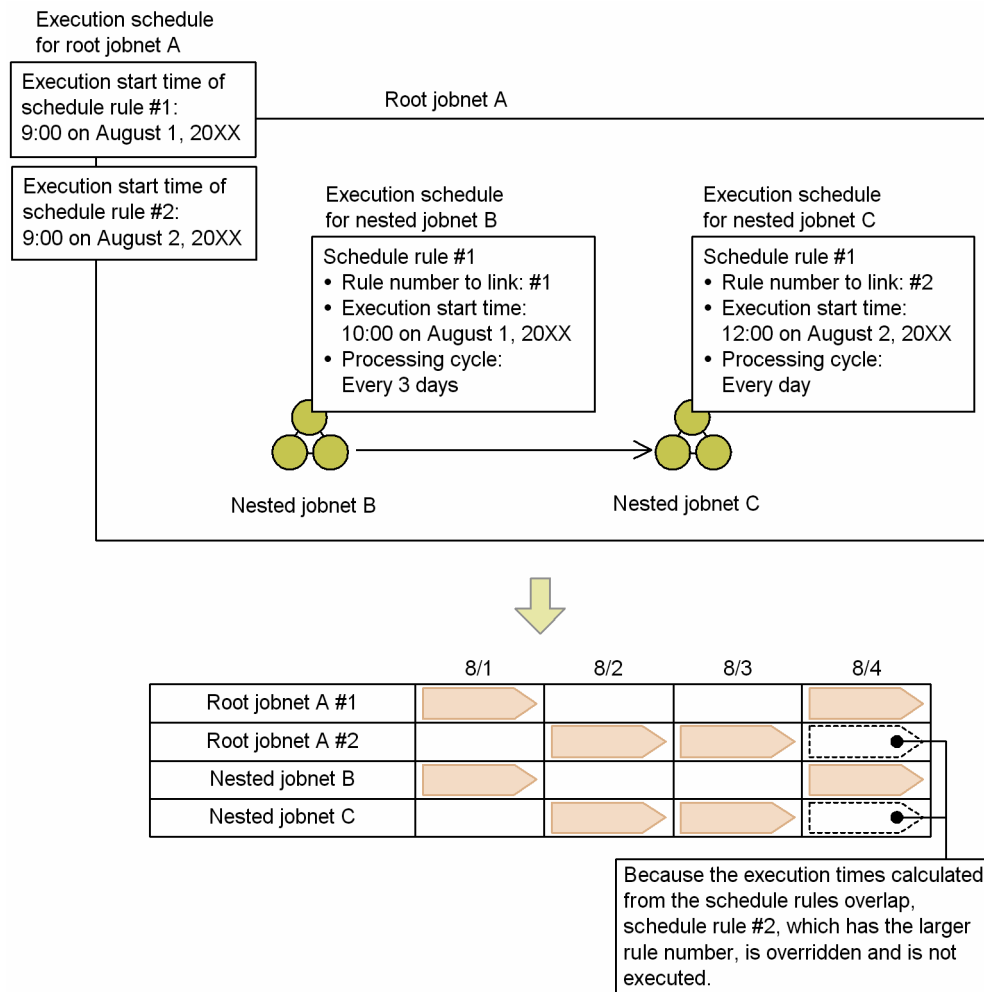 Execution schedule
for root jobnet A
Execution start time of
schedule rule #1:
9:00 on August 1, 20XX
Root jobnet A
Execution start time of
schedule rule #2:
9:00 on August 2, 20XX
Execution schedule
for nested jobnet B
Schedule rule #1
• Rule number to link: #1
• Execution start time:
10:00 on August 1, 20XX
• Processing cycle:
Every 3 days
Execution schedule
for nested jobnet C
Schedule rule #1
• Rule number to link: #2
• Execution start time:
12:00 on August 2, 20XX
• Processing cycle:
Every day
Nested jobnet B
Nested jobnet C
8/1 8/2 8/3 8/4
Root jobnet A #1
Root jobnet A #2
Nested jobnet B
Nested jobnet C
Because the execution times calculated
from the schedule rules overlap,
schedule rule #2, which has the larger
rule number, is overridden and is not
executed.